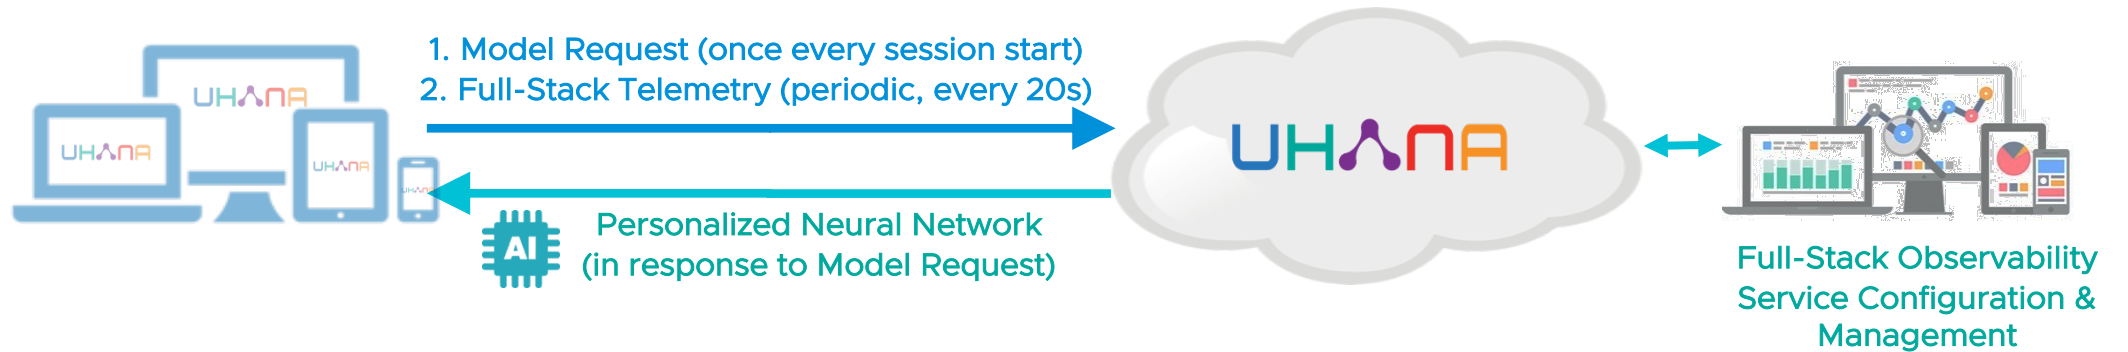 UHANA
UHANA
UHANA
UHANA
1. Model Request (once every session start)
2. Full-Stack Telemetry (periodic, every 20s)
AI
Personalized Neural Network
(in response to Model Request)
UHANA
Full-Stack Observability
Service Configuration &
Management